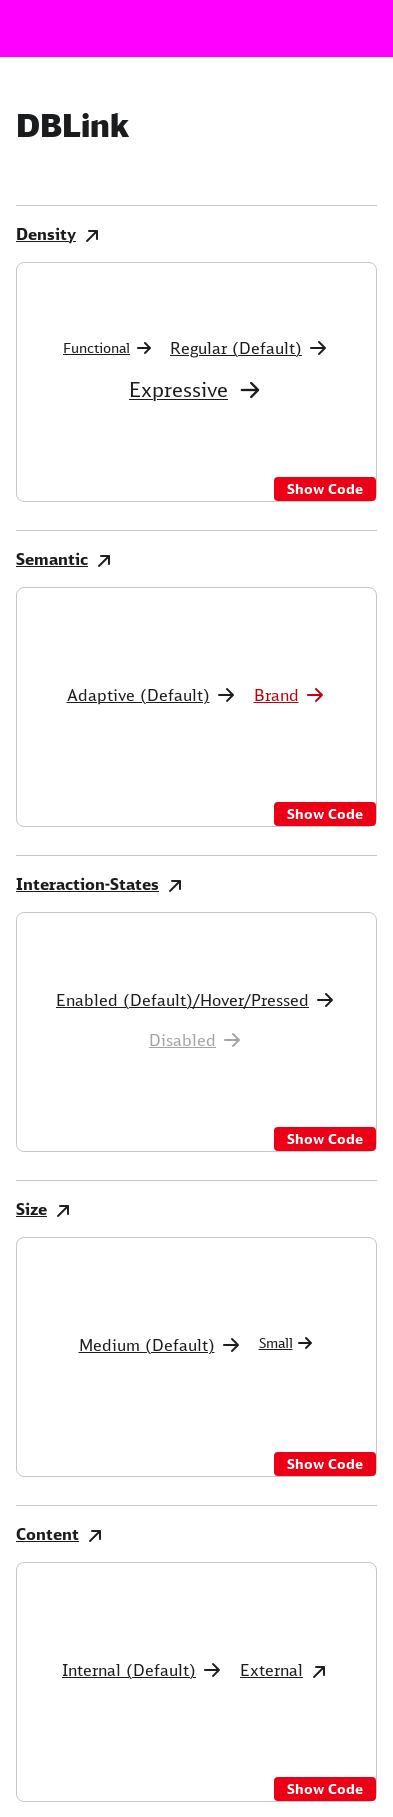 DBLink
Density
Functional Regular (Default)
Expressive
Show Code
Semantic
Adaptive (Default) Brand
Show Code
Interaction-States
Enabled (Default)/Hover/Pressed
Disabled
Show Code
Size
Medium (Default) Small
Show Code
Content
Internal (Default) External
Show Code